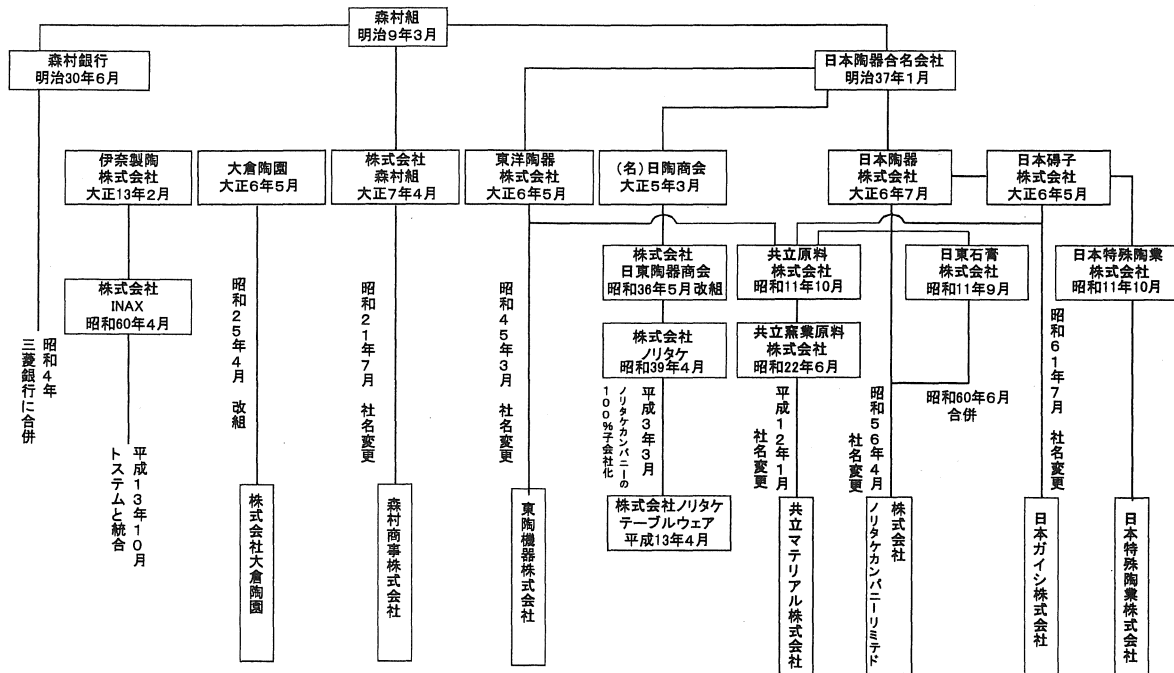 森村組
明治9年3月
森村銀行
明治30年6月
日本陶器合名会社
明治37年1月
伊奈製陶
株式会社
大正13年2月
大倉陶園
大正6年5月
株式会社
森村組
大正7年4月
東洋陶器
株式会社
大正6年5月
(名)日陶商会
大正5年3月
日本陶器
株式会社
大正6年7月
日本碍子
株式会社
大正6年5月
株式会社
INAX
昭和60年4月
株式会社
日東陶器商会
昭和36年5月改組
共立原料
株式会社
昭和11年10月
日東石膏
株式会社
昭和11年9月
日本特殊陶業
株式会社
昭和11年10月
株式会社
ノリタケ
昭和39年4月
共立窯業原料
株式会社
昭和22年6月
昭和4年
三菱銀行に合併
平成13年10月
トステムと統合
昭和25年4月 改組
昭和21年7月 社名変更
昭和45年3月 社名変更
平成3年3月
ノリタケカンパニーの
100%子会社化
平成12年1月
社名変更
昭和56年4月
社名変更
昭和60年6月
合併
昭和61年7月 社名変更
株式会社大倉陶園
森村商事株式会社
東陶機器株式会社
株式会社ノリタケ
テーブルウェア
平成13年4月
共立マテリアル株式会社
株式会社
ノリタケカンパニーリミテド
日本ガイシ株式会社
日本特殊陶業株式会社